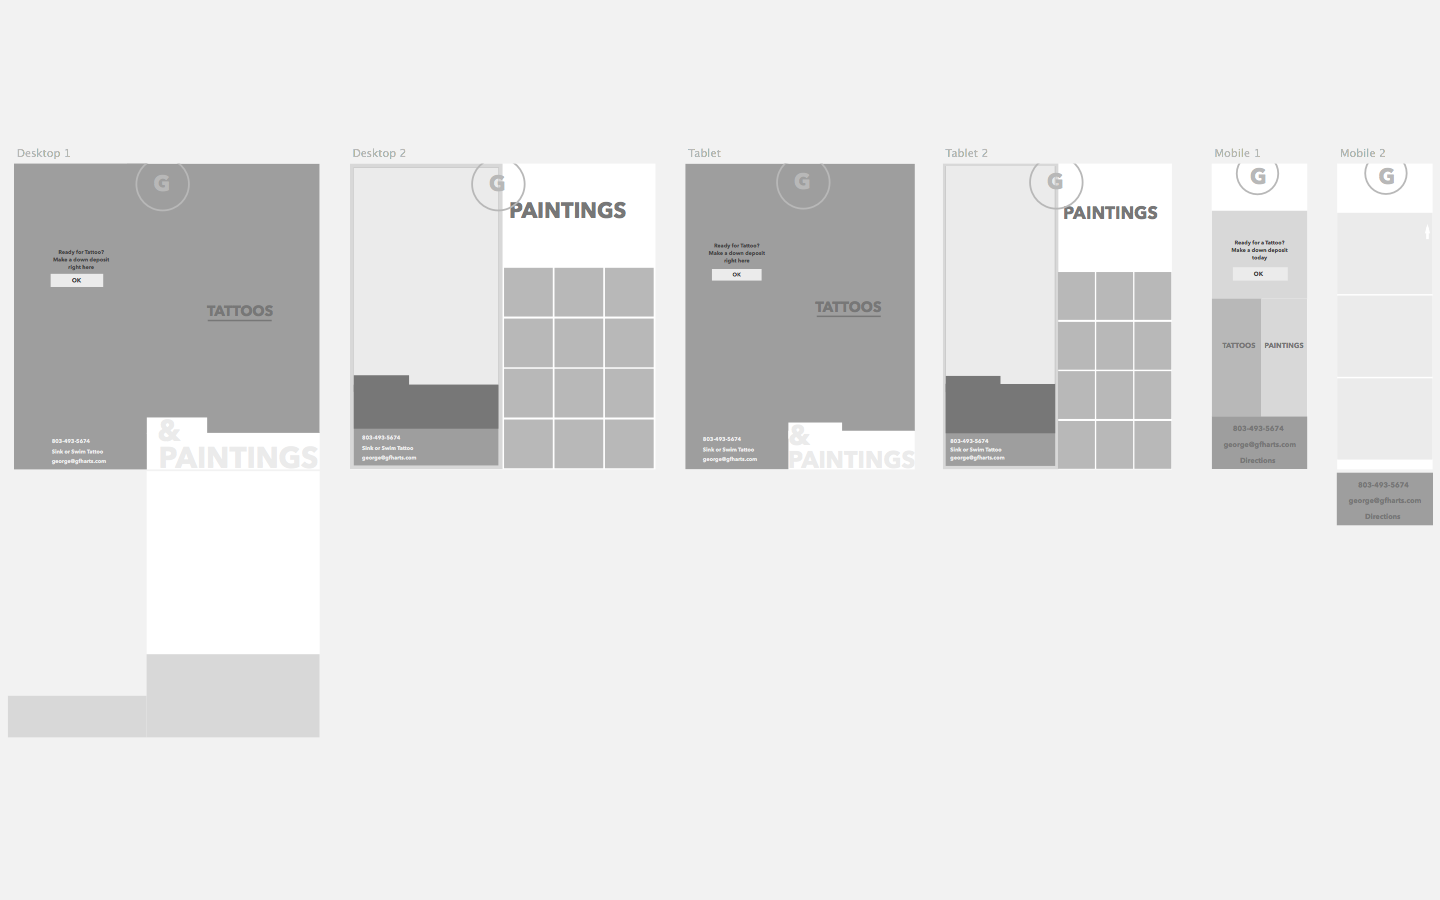 Desktop 1
G
Ready for Tattoo?
Make a down deposit
right here
OK
TATTOOS
803-493-5674
Sink or Swim Tattoo
george@gfharts.com
&
PAINTINGS
Desktop 2
G
PAINTINGS
803-493-5674
Sink or Swim Tattoo
george@gfharts.com
Tablet
G
Ready for Tattoo?
Make a down deposit
right here
OK
TATTOOS
803-493-5674
Sink or Swim Tattoo
george@gfharts.com
&
PAINTINGS
Tablet 2
G
PAINTINGS
803-493-5674
Sink or Swim Tattoo
george@gfharts.com
Mobile 1
G
Ready for a Tattoo?
Make a down deposit
today
OK
TATTOOS PAINTINGS
803-493-5674
george@gfharts.com
Directions
Mobile 2
G
803-493-5674
george@gfharts.com
Directions